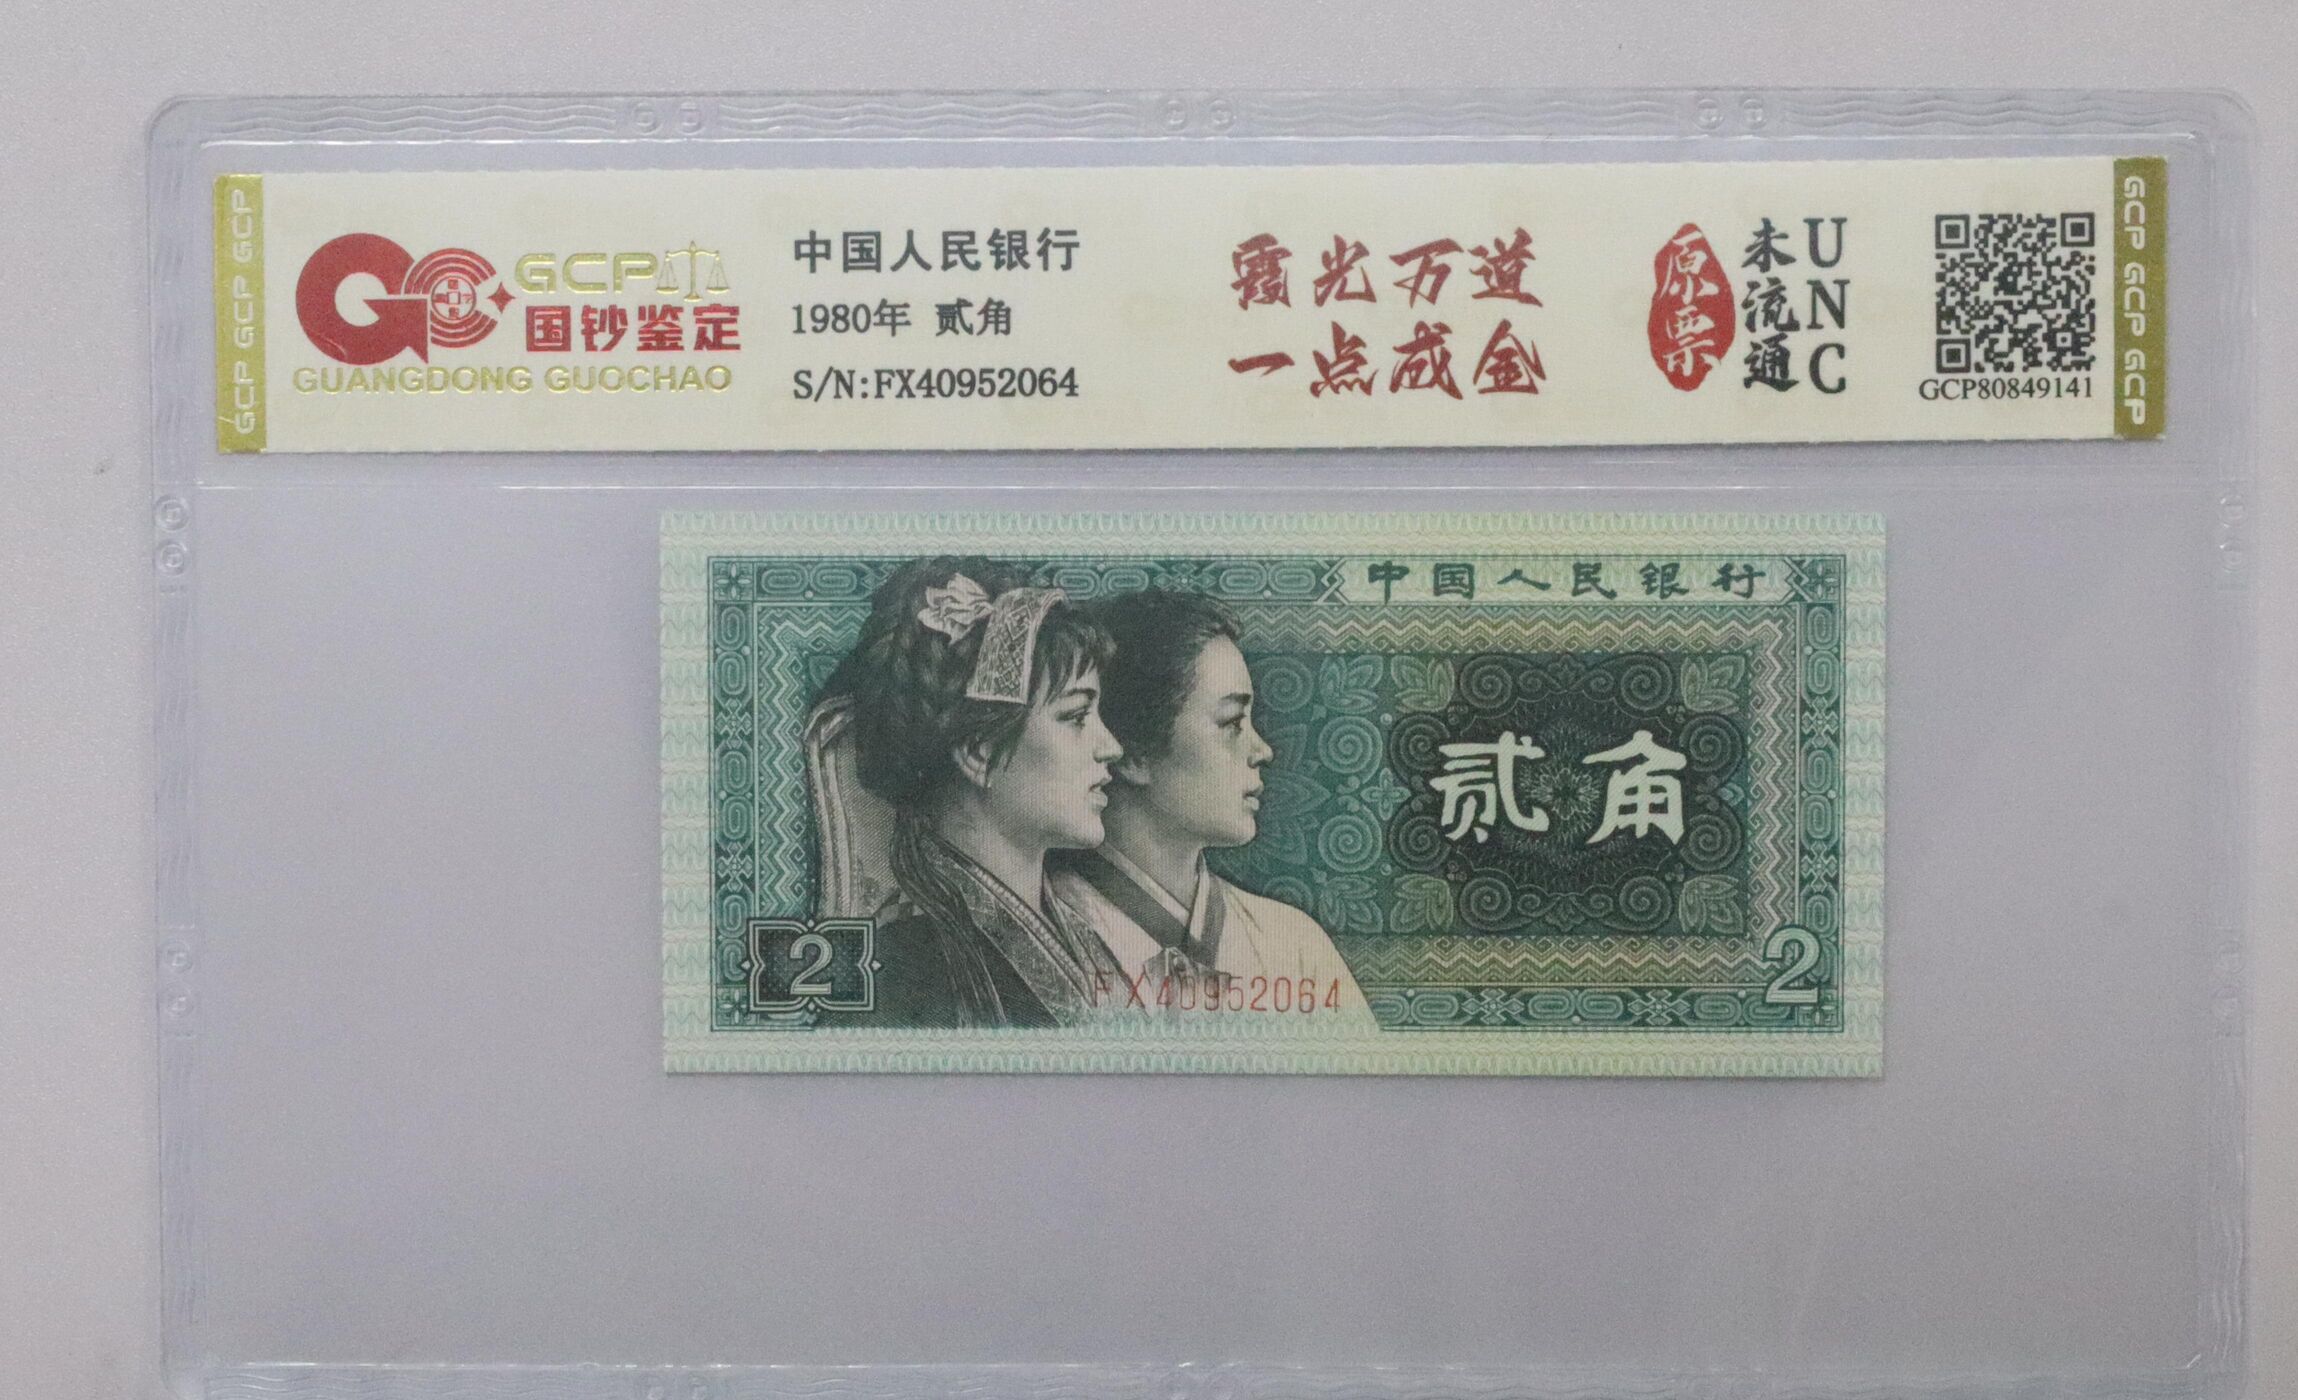 GCP GCP GCP
GCP
国钞鉴定
GUANGDONG GUOCHAO
中国人民银行
1980年 贰角
S/N:FX40952064
霞光万道
一点成金
原票
未流通
UNC
GCP80849141
GCP GCP GCP
中国人民银行
贰角
2
FX40952064
2